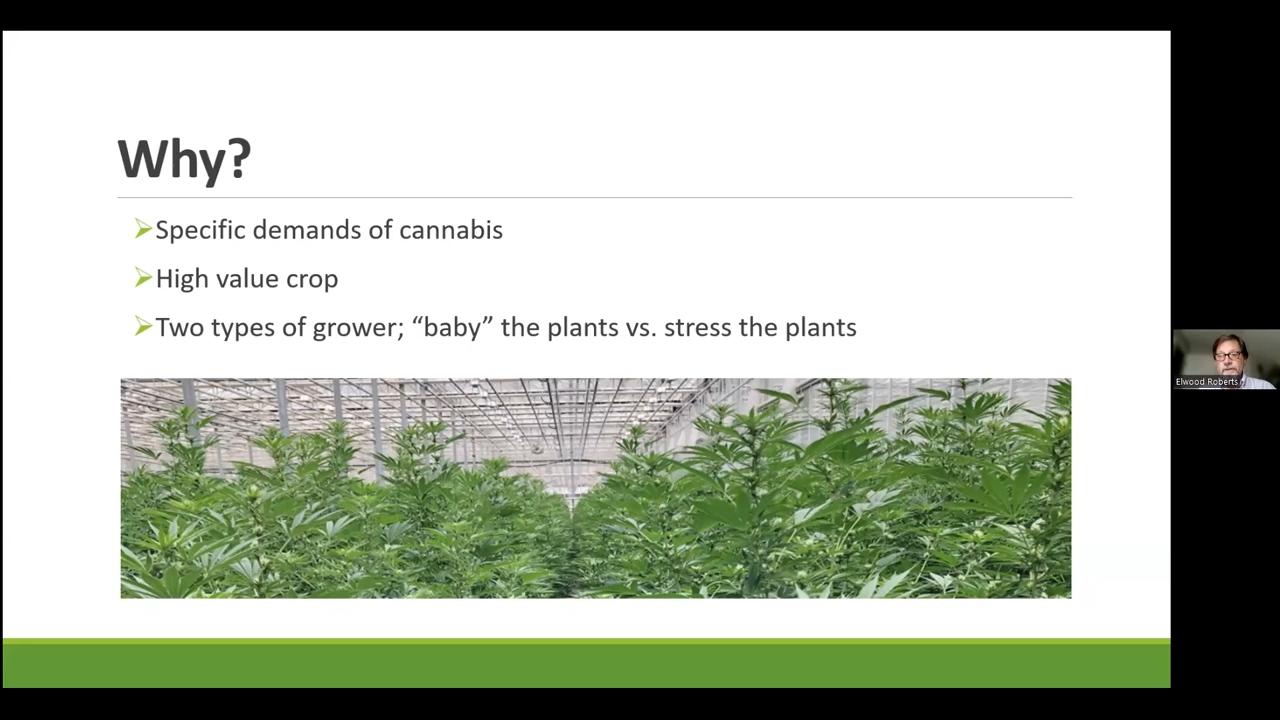 Why?
Specific demands of cannabis
High value crop
Two types of grower; “baby” the plants vs. stress the plants
Elwood Roberts